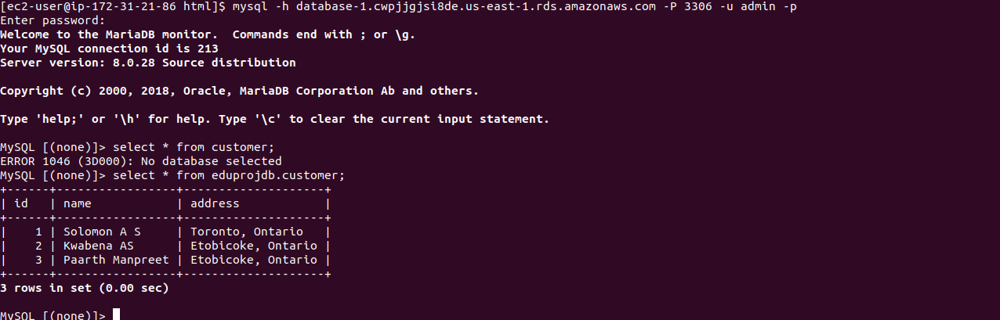 [ec2-user@ip-172-31-21-86 html]$ mysql -h database-1.cwpjjgjsi8de.us-east-1.rds.amazonaws.com -P 3306 -u admin -p
Enter password:
Welcome to the MariaDB monitor.  Commands end with ; or \g.
Your MySQL connection id is 213
Server version: 8.0.28 Source distribution

Copyright (c) 2000, 2018, Oracle, MariaDB Corporation Ab and others.

Type 'help;' or '\h' for help. Type '\c' to clear the current input statement.

MySQL [(none)]> select * from customer;
ERROR 1046 (3D000): No database selected
MySQL [(none)]> select * from eduprojdb.customer;
+------+-----------------+--------------------+
| id   | name            | address            |
+------+-----------------+--------------------+
|    1 | Solomon A S     | Toronto, Ontario   |
|    2 | Kwabena AS      | Etobicoke, Ontario |
|    3 | Paarth Manpreet | Etobicoke, Ontario |
+------+-----------------+--------------------+
3 rows in set (0.00 sec)

MySQL [(none)]>